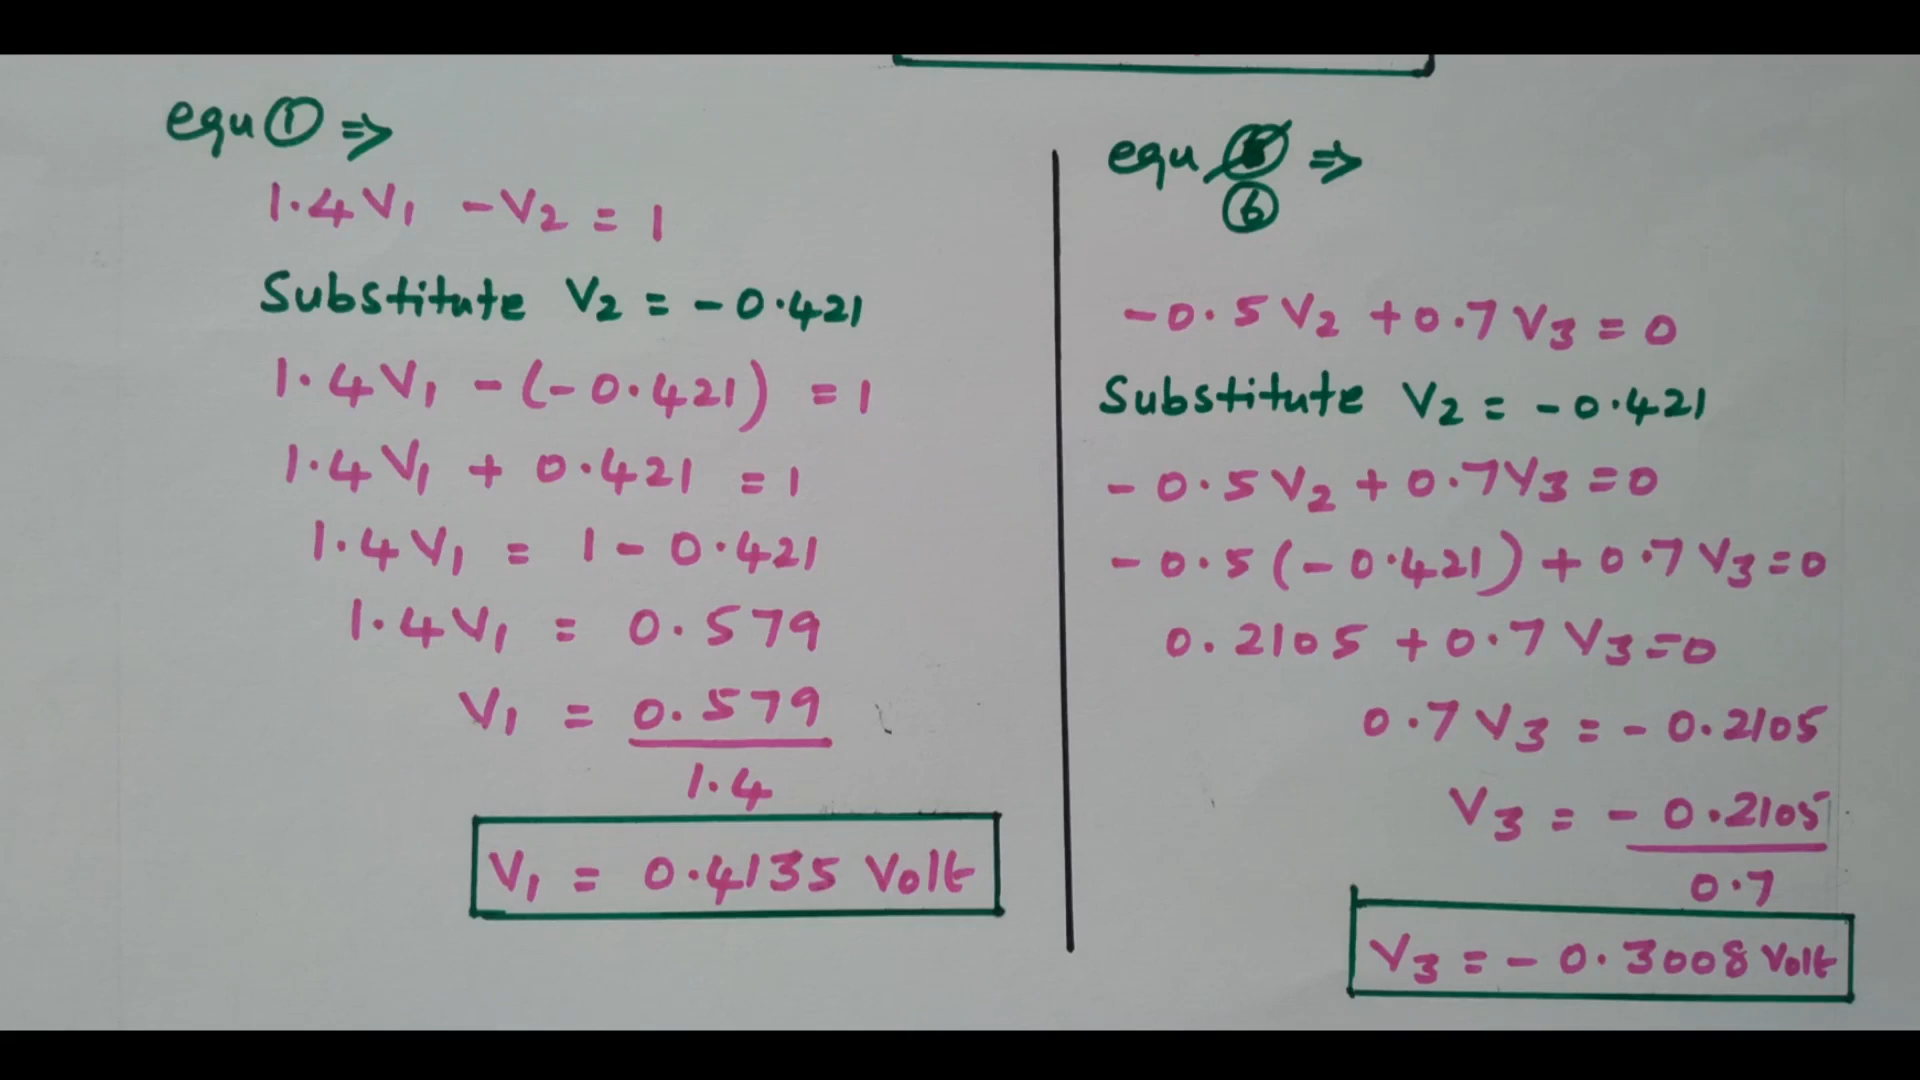 equ ① ⇒
1.4V₁ - V₂ = 1
Substitute V₂ = - 0.421
1.4V₁ - (- 0.421) = 1
1.4V₁ + 0.421 = 1
1.4V₁ = 1 - 0.421
1.4V₁ = 0.579
V₁ = 0.579
1.4
V₁ = 0.4135 Volt
equ ⇒
⑥
-0.5V₂ + 0.7V₃ = 0
Substitute V₂ = - 0.421
- 0.5V₂ + 0.7V₃ = 0
- 0.5(- 0.421) + 0.7V₃ = 0
0.2105 + 0.7V₃ = 0
0.7V₃ = - 0.2105
V₃ = - 0.2105
0.7
V₃ = - 0.3008 Volt